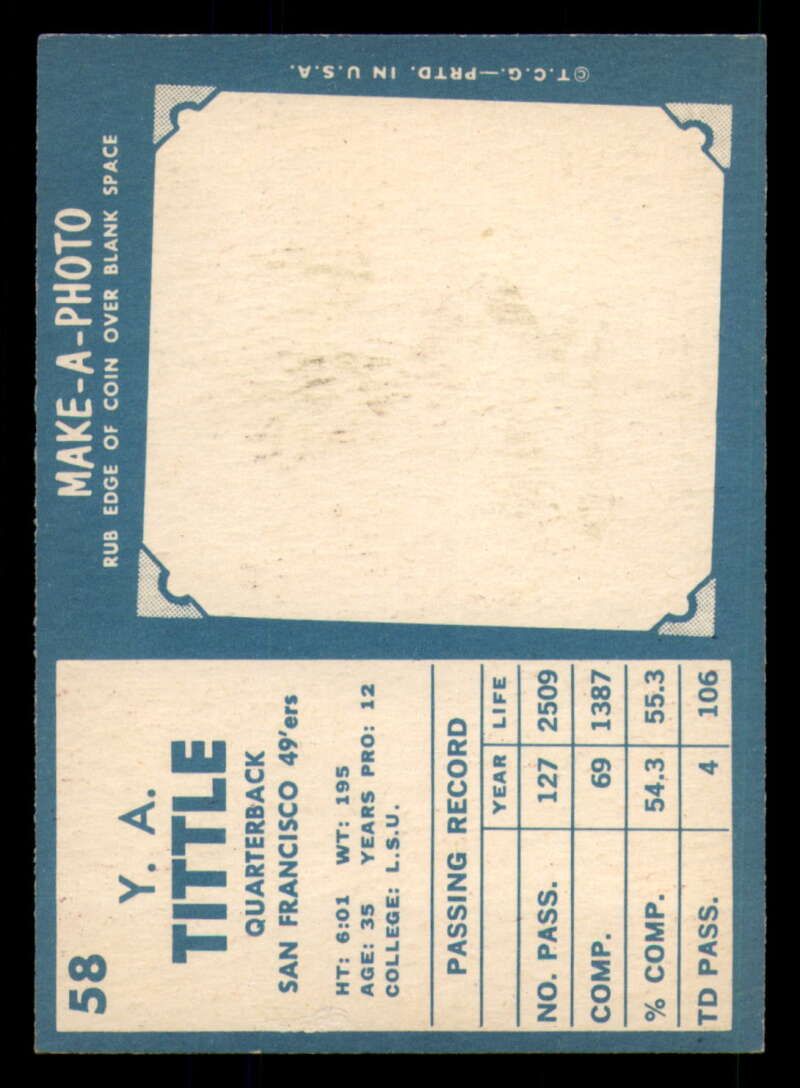 58
Y. A.
TITTLE
QUARTERBACK
SAN FRANCISCO 49'ers
HT: 6:01 WT: 195
AGE: 35 YEARS PRO: 12
COLLEGE: L.S.U.
PASSING RECORD
YEAR LIFE
NO. PASS. 127 2509
COMP. 69 1387
% COMP. 54.3 55.3
TD PASS. 4 106
MAKE-A-PHOTO
RUB EDGE OF COIN OVER BLANK SPACE
©T.C.G.—PRTD. IN U.S.A.